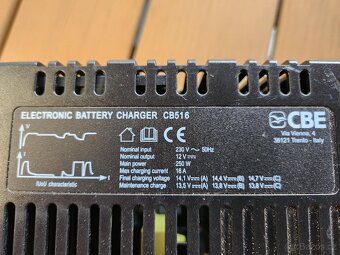 ELECTRONIC BATTERY CHARGER CB516
CBE
Via Vienna, 4
38121 Trento - Italy
V
t
I
t
IUoU characteristic
Nominal input 230 V ~ 50Hz
Nominal output 12 V
Main power 250 W
Max charging current 16 A
Final charging voltage 14,1 V (A) 14,4 V (B) 14,7 V (C)
Maintenance charge 13,5 V (A) 13,8 V (B) 13,8 V (C)